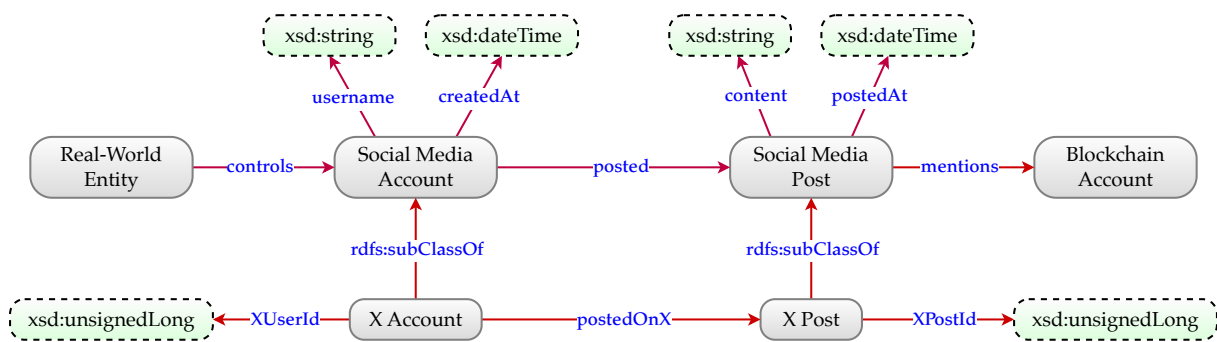 xsd:string
xsd:dateTime
xsd:string
xsd:dateTime
username
createdAt
content
postedAt
Real-World
Entity
controls
Social Media
Account
posted
Social Media
Post
mentions
Blockchain
Account
rdfs:subClassOf
rdfs:subClassOf
xsd:unsignedLong
XUserId
X Account
postedOnX
X Post
XPostId
xsd:unsignedLong